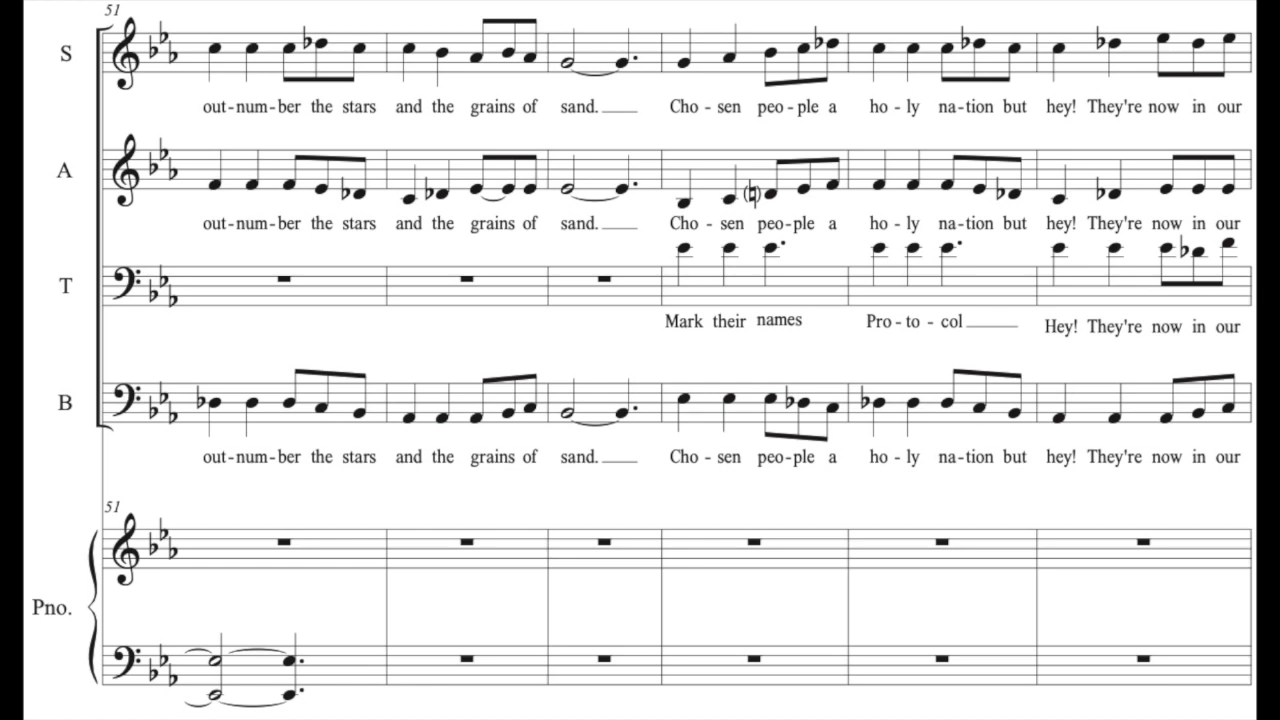 51
S
out-num-ber the stars and the grains of sand. Cho-sen peo-ple a ho-ly na-tion but hey! They're now in our
A
out-num-ber the stars and the grains of sand. Cho-sen peo-ple a ho-ly na-tion but hey! They're now in our
T
Mark their names Pro-to-col Hey! They're now in our
B
out-num-ber the stars and the grains of sand. Cho-sen peo-ple a ho-ly na-tion but hey! They're now in our
51
Pno.